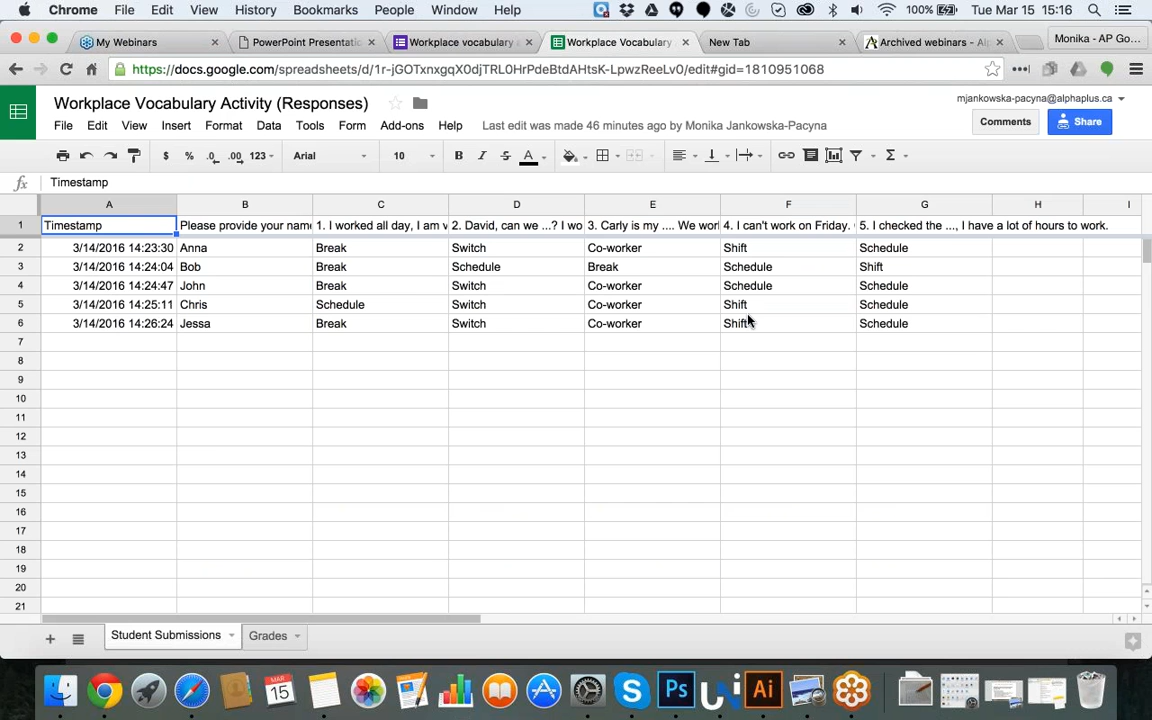 Chrome File Edit View History Bookmarks People Window Help 100% Tue Mar 15 15:16
My Webinars PowerPoint Presentatio Workplace vocabulary a Workplace Vocabulary New Tab Archived webinars - Al Monika - AP Go...
https://docs.google.com/spreadsheets/d/1r-jGOTxnxgqX0djTRL0HrPdeBtdAHtsK-LpwzReeLv0/edit#gid=1810951068
Workplace Vocabulary Activity (Responses) mjankowska-pacyna@alphaplus.ca
File Edit View Insert Format Data Tools Form Add-ons Help Last edit was made 46 minutes ago by Monika Jankowska-Pacyna Comments Share
$ % .0 .00 123 Arial 10 B I S A Σ
fx Timestamp
A B C D E F G H I
1 Timestamp Please provide your name 1. I worked all day, I am v 2. David, can we ...? I wo 3. Carly is my .... We wor 4. I can't work on Friday. 5. I checked the ..., I have a lot of hours to work.
2 3/14/2016 14:23:30 Anna Break Switch Co-worker Shift Schedule
3 3/14/2016 14:24:04 Bob Break Schedule Break Schedule Shift
4 3/14/2016 14:24:47 John Break Switch Co-worker Schedule Schedule
5 3/14/2016 14:25:11 Chris Schedule Switch Co-worker Shift Schedule
6 3/14/2016 14:26:24 Jessa Break Switch Co-worker Shift Schedule
7
8
9
10
11
12
13
14
15
16
17
18
19
20
21
Student Submissions Grades
MAR 15 Ps Ai